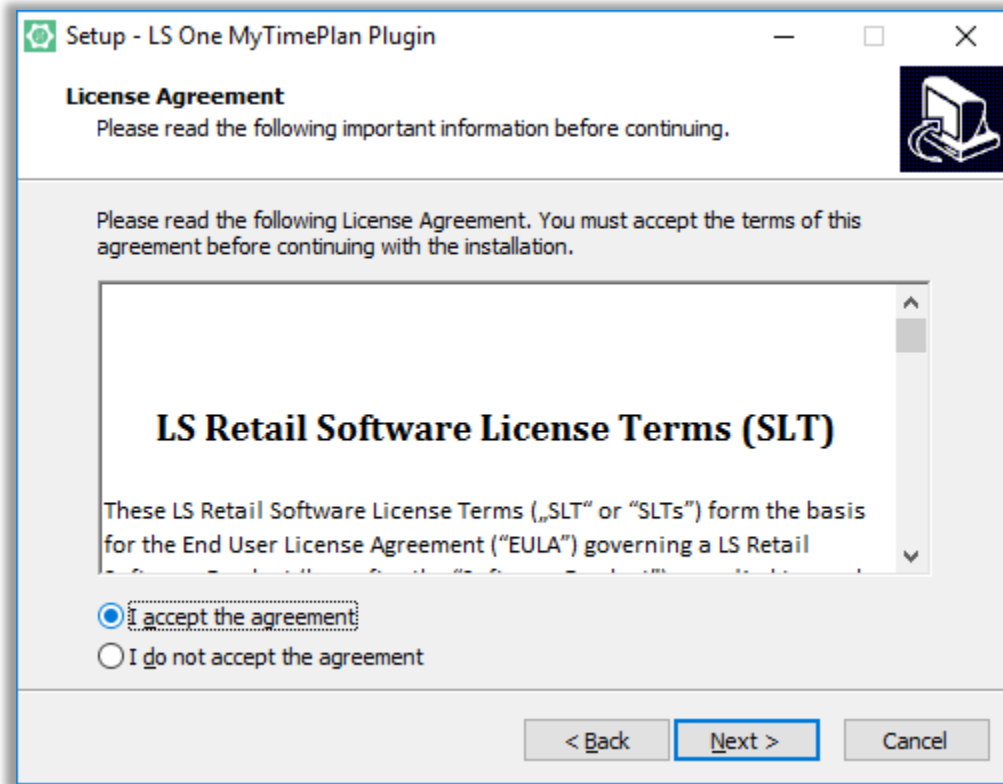 Setup - LS One MyTimePlan Plugin
License Agreement
Please read the following important information before continuing.
Please read the following License Agreement. You must accept the terms of this
agreement before continuing with the installation.
LS Retail Software License Terms (SLT)
These LS Retail Software License Terms („SLT“ or “SLTs”) form the basis
for the End User License Agreement (“EULA”) governing a LS Retail
I accept the agreement
I do not accept the agreement
< Back
Next >
Cancel